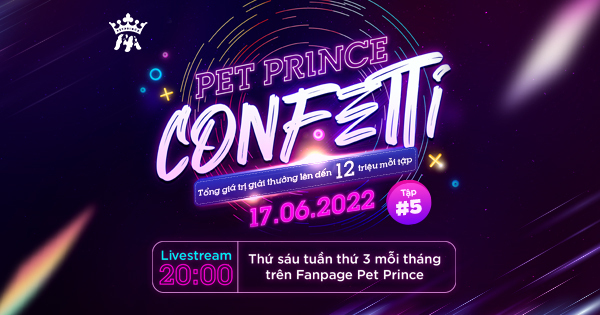 PET PRINCE
CONFETTI
Tổng giá trị giải thưởng lên đến 12 triệu mỗi tập
17.06.2022
Tập
#5
Livestream
20:00
Thứ sáu tuần thứ 3 mỗi tháng
trên Fanpage Pet Prince